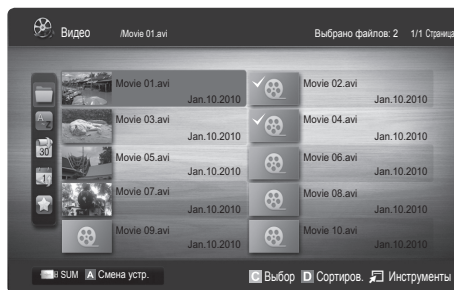 Видео /Movie 01.avi Выбрано файлов: 2 1/1 Страница
Movie 01.avi Movie 02.avi
Jan.10.2010 Jan.10.2010
Movie 03.avi Movie 04.avi
Jan.10.2010 Jan.10.2010
Movie 05.avi Movie 06.avi
Jan.10.2010 Jan.10.2010
Movie 07.avi Movie 08.avi
Jan.10.2010 Jan.10.2010
Movie 09.avi Movie 10.avi
Jan.10.2010 Jan.10.2010
A Z
30
1
SUM A Смена устр. C Выбор D Сортиров. Инструменты